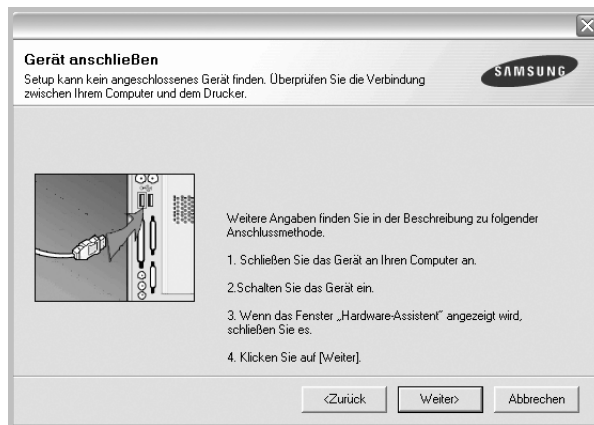 Gerät anschließen
Setup kann kein angeschlossenes Gerät finden. Überprüfen Sie die Verbindung
zwischen Ihrem Computer und dem Drucker.
SAMSUNG
Weitere Angaben finden Sie in der Beschreibung zu folgender
Anschlussmethode.
1. Schließen Sie das Gerät an Ihren Computer an.
2.Schalten Sie das Gerät ein.
3. Wenn das Fenster „Hardware-Assistent" angezeigt wird,
schließen Sie es.
4. Klicken Sie auf [Weiter].
<Zurück
Weiter>
Abbrechen